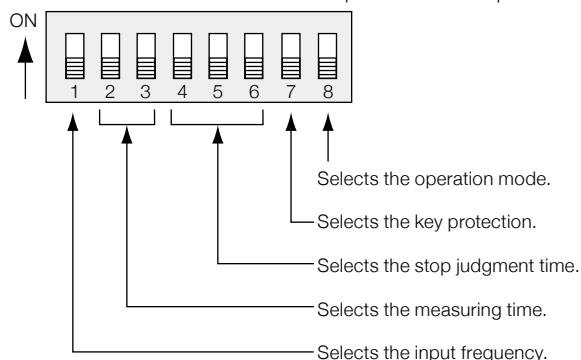 ON
1 2 3 4 5 6 7 8
Selects the operation mode.
Selects the key protection.
Selects the stop judgment time.
Selects the measuring time.
Selects the input frequency.